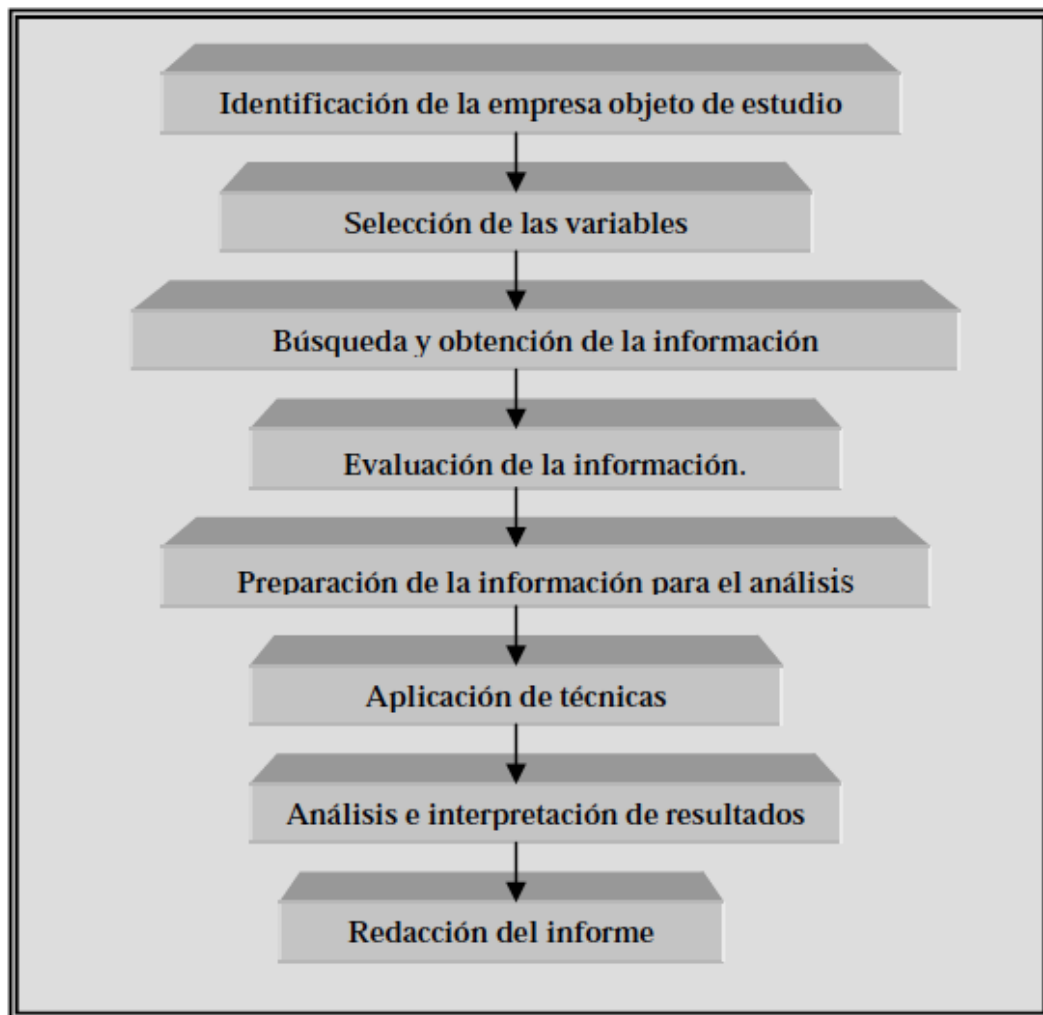 Identificación de la empresa objeto de estudio
Selección de las variables
Búsqueda y obtención de la información
Evaluación de la información.
Preparación de la información para el análisis
Aplicación de técnicas
Análisis e interpretación de resultados
Redacción del informe